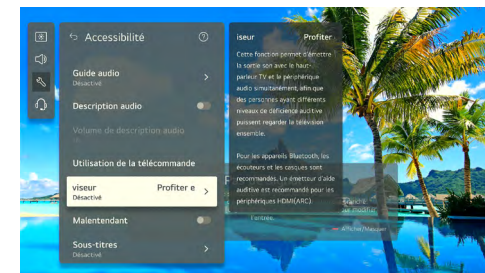 Accessibilité
Guide audio
Désactivé
Description audio
Volume de description audio
Utilisation de la télécommande
viseur Profiter e
Désactivé
Malentendant
Sous-titres
Désactivé
iseur Profiter
Cette fonction permet d'émettre
la sortie son avec le haut-
parleur TV et le périphérique
audio simultanément, afin que
des personnes ayant différents
niveaux de déficience auditive
puissent regarder la télévision
ensemble.
Pour les appareils Bluetooth, les
écouteurs et les casques sont
recommandés. Un émetteur d'aide
auditive est recommandé pour les
périphériques HDMI(ARC).
l'entrée.
Afficher/Masquer